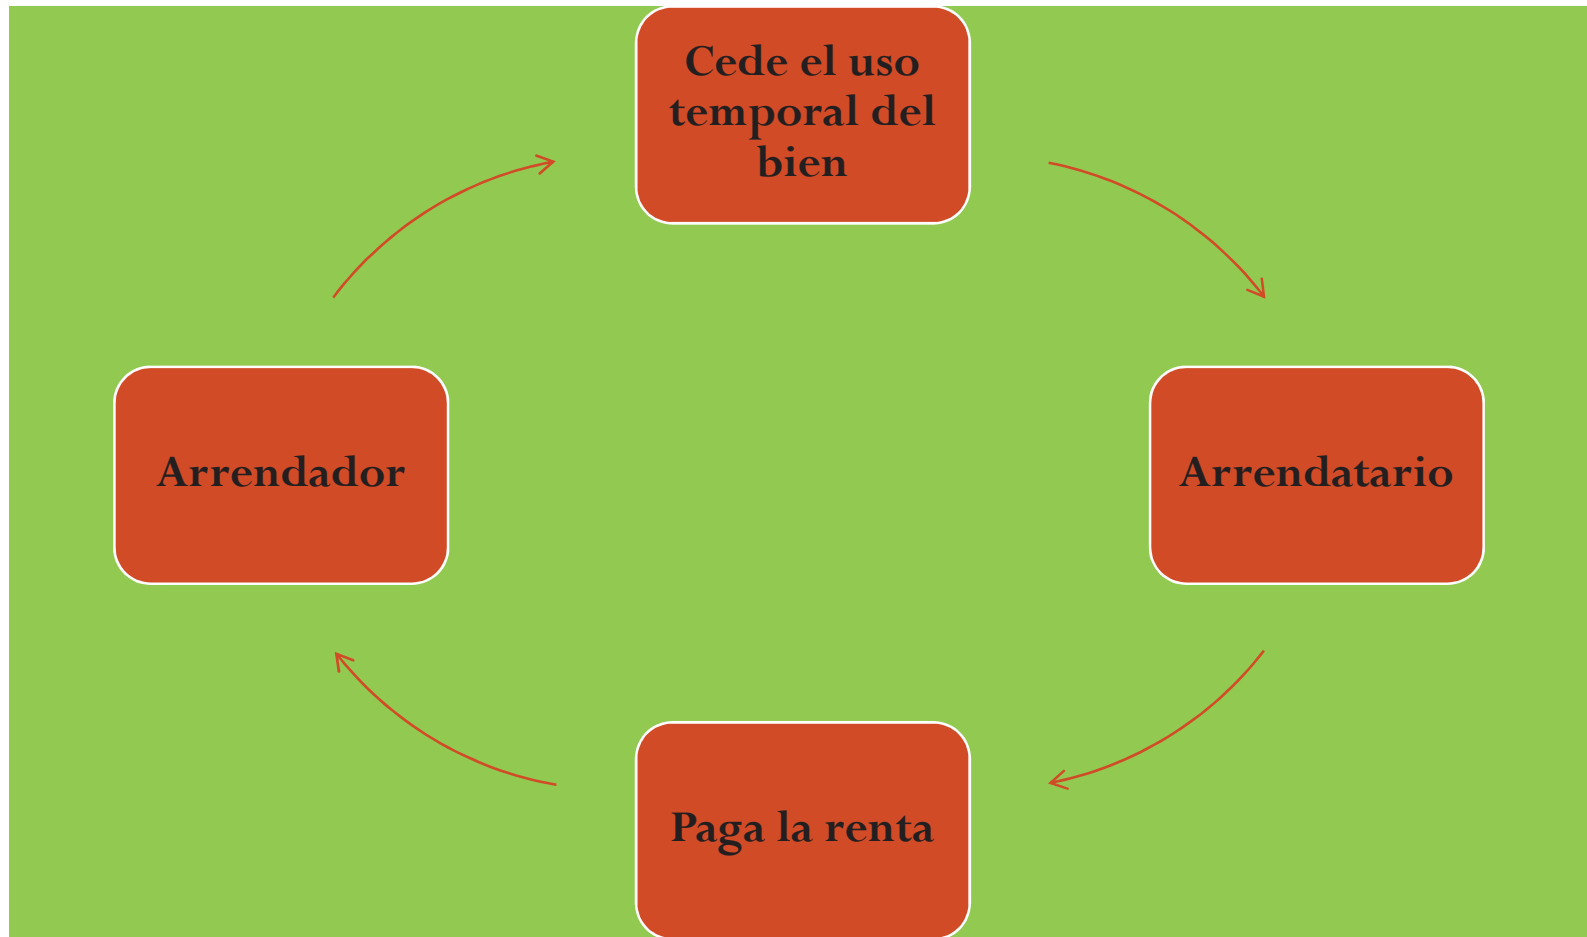 Cede el uso
temporal del
bien
Arrendador
Arrendatario
Paga la renta